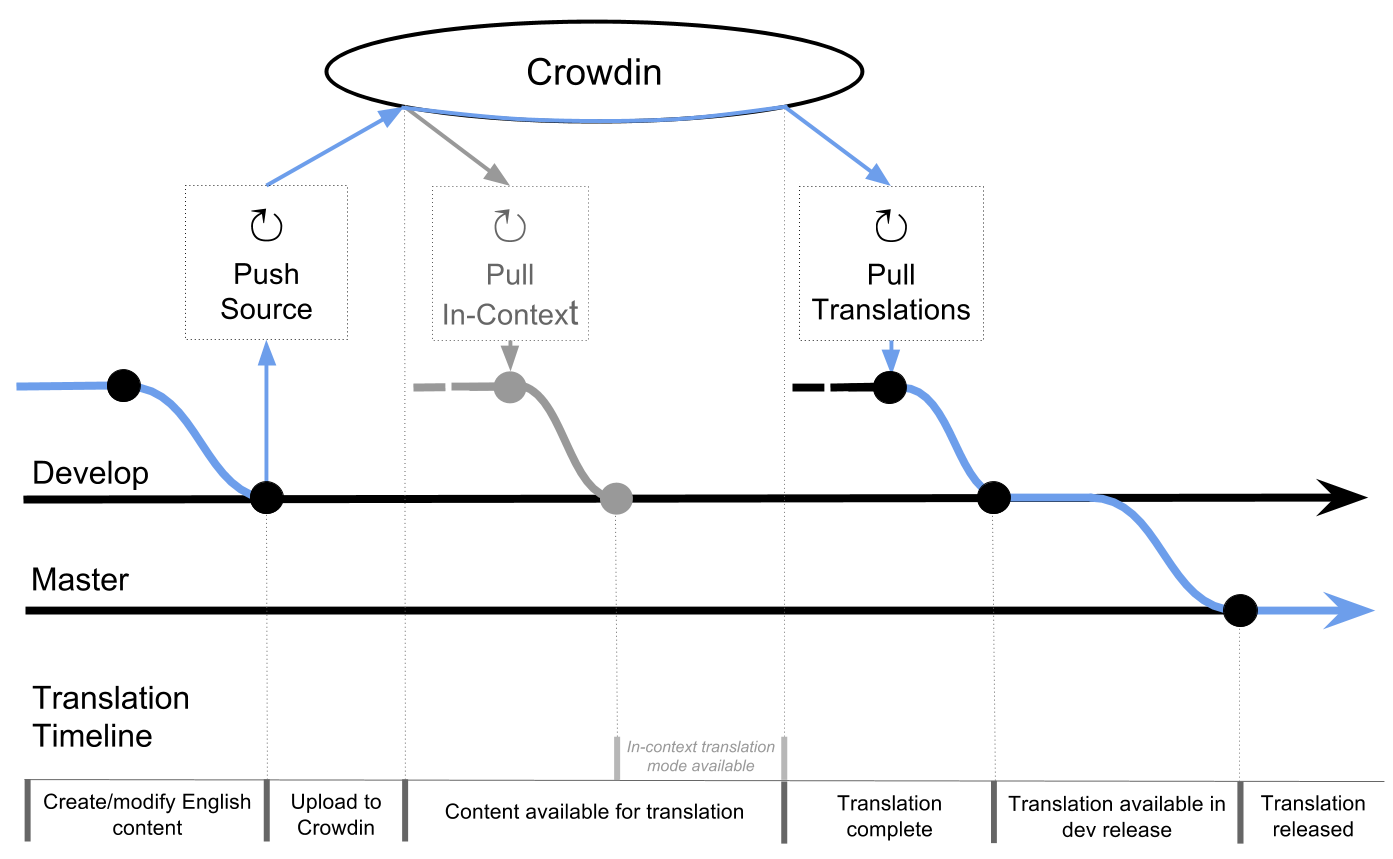 Crowdin
Push
Source
Pull
In-Context
Pull
Translations
Develop
Master
Translation
Timeline
In-context translation
mode available
Create/modify English
content
Upload to
Crowdin
Content available for translation
Translation
complete
Translation available in
dev release
Translation
released